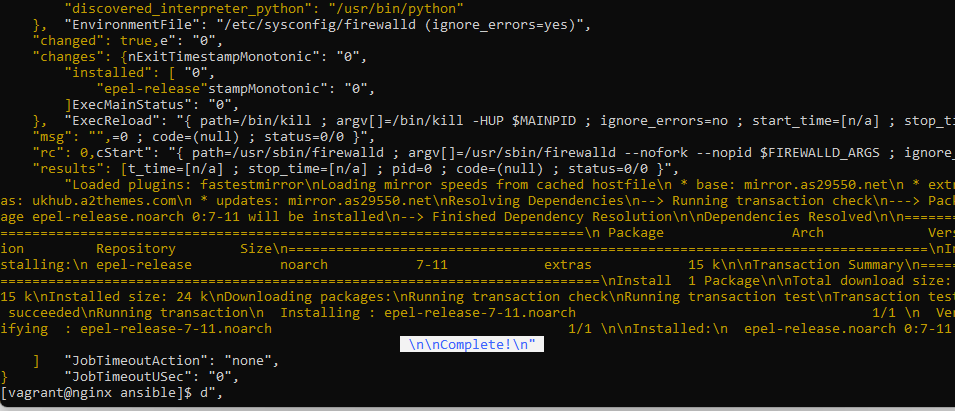 "discovered_interpreter_python": "/usr/bin/python"
}, "EnvironmentFile": "/etc/sysconfig/firewalld (ignore_errors=yes)",
"changed": true,e": "0",
"changes": {nExitTimestampMonotonic": "0",
"installed": [ "0",
"epel-release"stampMonotonic": "0",
]ExecMainStatus": "0",
}, "ExecReload": "{ path=/bin/kill ; argv[]=/bin/kill -HUP $MAINPID ; ignore_errors=no ; start_time=[n/a] ; stop_ti
"msg": "",=0 ; code=(null) ; status=0/0 }",
"rc": 0,cStart": "{ path=/usr/sbin/firewalld ; argv[]=/usr/sbin/firewalld --nofork --nopid $FIREWALLD_ARGS ; ignore_
"results": [t_time=[n/a] ; stop_time=[n/a] ; pid=0 ; code=(null) ; status=0/0 }",
"Loaded plugins: fastestmirror\nLoading mirror speeds from cached hostfile\n * base: mirror.as29550.net\n * extr
as: ukhub.a2themes.com\n * updates: mirror.as29550.net\nResolving Dependencies\n--> Running transaction check\n---> Pack
age epel-release.noarch 0:7-11 will be installed\n--> Finished Dependency Resolution\n\nDependencies Resolved\n\n=======
==========================================================================\n Package Arch Vers
ion Repository Size\n================================================================================\nIn
stalling:\n epel-release noarch 7-11 extras 15 k\n\nTransaction Summary\n=====
===========================================================================\nInstall 1 Package\n\nTotal download size:
15 k\nInstalled size: 24 k\nDownloading packages:\nRunning transaction check\nRunning transaction test\nTransaction test
succeeded\nRunning transaction\n Installing : epel-release-7-11.noarch 1/1 \n Ver
ifying : epel-release-7-11.noarch 1/1 \n\nInstalled:\n epel-release.noarch 0:7-11
\n\nComplete!\n"
] "JobTimeoutAction": "none",
} "JobTimeoutUSec": "0",
[vagrant@nginx ansible]$ d",